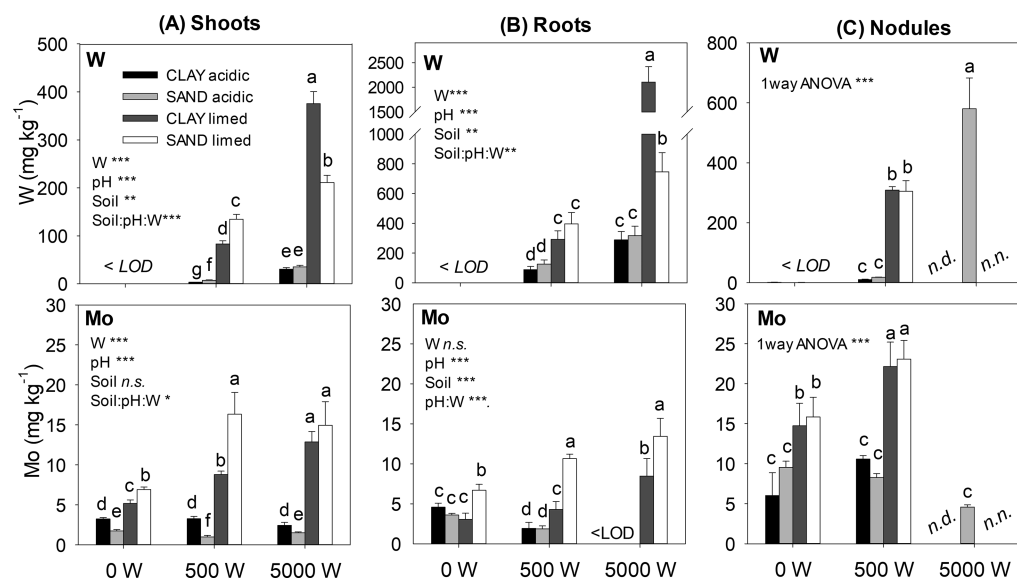 (A) Shoots
(B) Roots
(C) Nodules
W (mg kg-1)
500
400
300
200
100
0
W
CLAY acidic
SAND acidic
CLAY limed
SAND limed
W ***
pH ***
Soil **
Soil:pH:W***
< LOD
g f d c
e e a b
2500
2000
1500
1000
800
600
400
200
0
W
W***
pH ***
Soil **
Soil:pH:W**
< LOD
d d c c
c c a b
800
600
400
200
0
W
1way ANOVA ***
< LOD
c c b b
n.d. a n.n.
Mo (mg kg-1)
30
25
20
15
10
5
0
Mo
W ***
pH ***
Soil n.s.
Soil:pH:W *
d e c b
d f b a
d e a a
0 W 500 W 5000 W
30
25
20
15
10
5
0
Mo
W n.s.
pH ***
Soil ***
pH:W ***.
c c c b
d d c a
<LOD b a
0 W 500 W 5000 W
30
25
20
15
10
5
0
Mo
1way ANOVA ***
c c b b
c c a a
n.d. c n.n.
0 W 500 W 5000 W